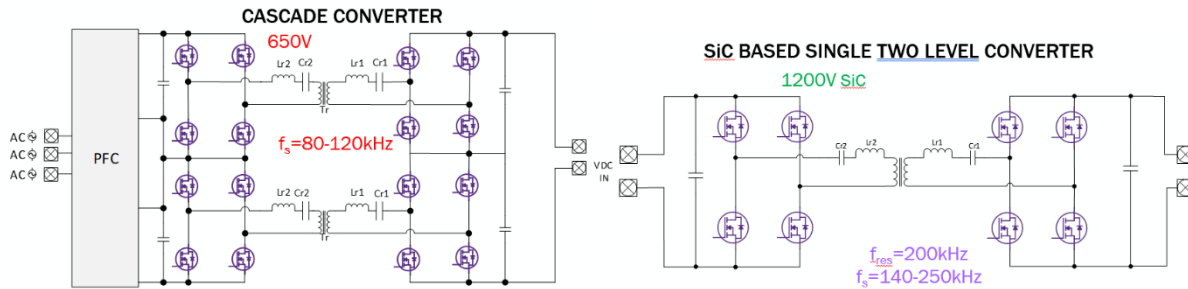 CASCADE CONVERTER
650V
Lr2 Cr2 Lr1 Cr1
Tr
AC
AC
AC
PFC
fs=80-120kHz
Lr2 Cr2 Lr1 Cr1
Tr
VDC
IN
SiC BASED SINGLE TWO LEVEL CONVERTER
1200V SiC
Cr2 Lr2 Lr1 Cr1
fres=200kHz
fs=140-250kHz